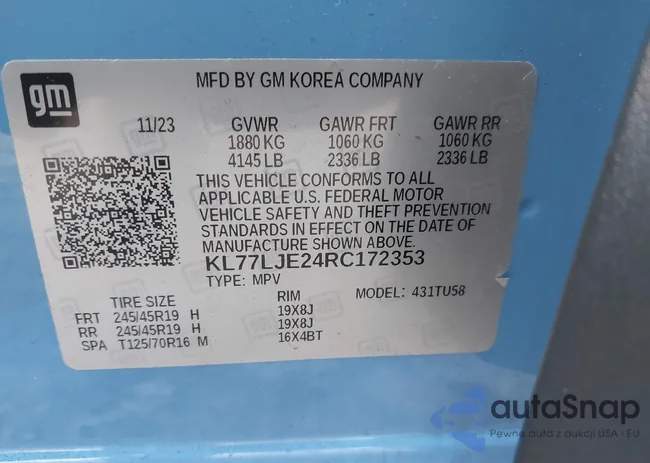 gm
MFD BY GM KOREA COMPANY
11/23 GVWR GAWR FRT GAWR RR
1880 KG 1060 KG 1060 KG
4145 LB 2336 LB 2336 LB
THIS VEHICLE CONFORMS TO ALL
APPLICABLE U.S. FEDERAL MOTOR
VEHICLE SAFETY AND THEFT PREVENTION
STANDARDS IN EFFECT ON THE DATE OF
MANUFACTURE SHOWN ABOVE.
KL77LJE24RC172353
TYPE: MPV MODEL: 431TU58
TIRE SIZE RIM
FRT 245/45R19 H 19X8J
RR 245/45R19 H 19X8J
SPA T125/70R16 M 16X4BT
autaSnap
Pewne auta z aukcji USA i EU